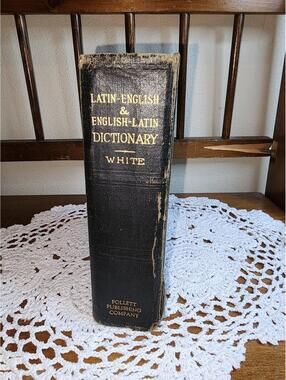 LATIN-ENGLISH
&
ENGLISH-LATIN
DICTIONARY
WHITE
FOLLETT
PUBLISHING
COMPANY